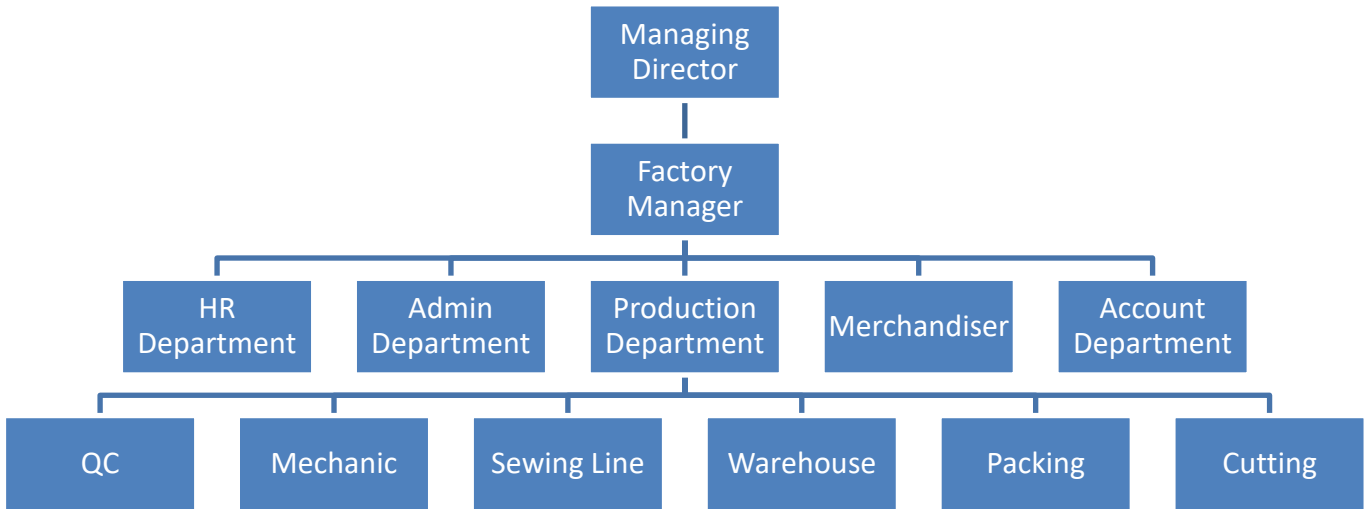 Managing
Director
Factory
Manager
HR
Department
Admin
Department
Production
Department
Merchandiser
Account
Department
QC
Mechanic
Sewing Line
Warehouse
Packing
Cutting